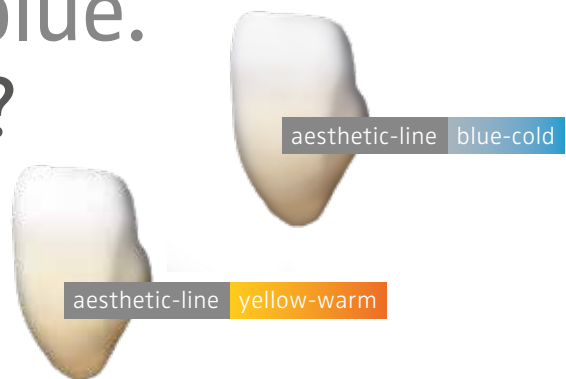 blue.
?
aesthetic-line blue-cold
aesthetic-line yellow-warm